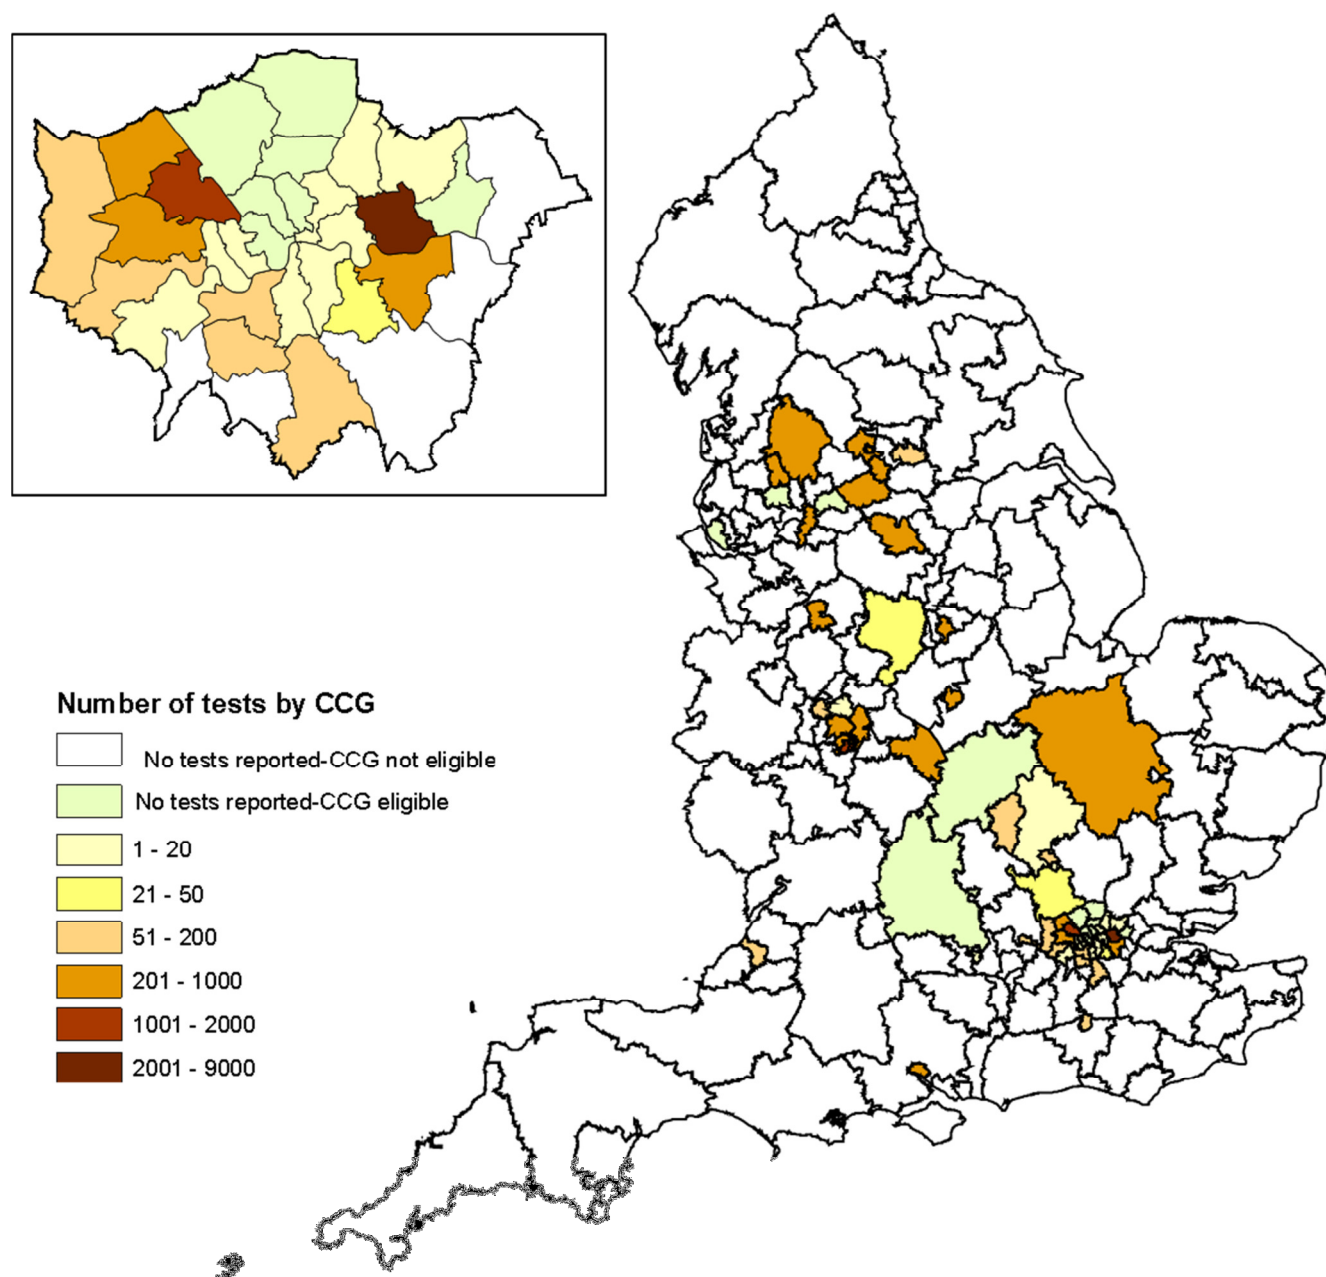 Number of tests by CCG
No tests reported-CCG not eligible
No tests reported-CCG eligible
1 - 20
21 - 50
51 - 200
201 - 1000
1001 - 2000
2001 - 9000